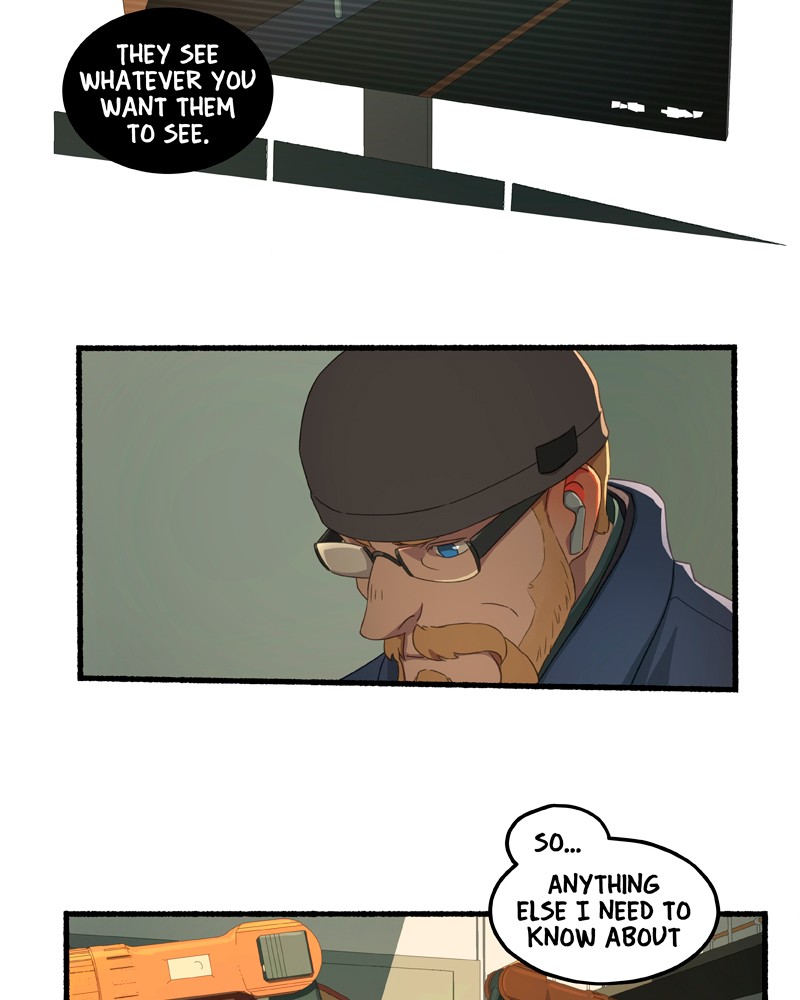 THEY SEE
WHATEVER YOU
WANT THEM
TO SEE.
SO...
ANYTHING
ELSE I NEED TO
KNOW ABOUT